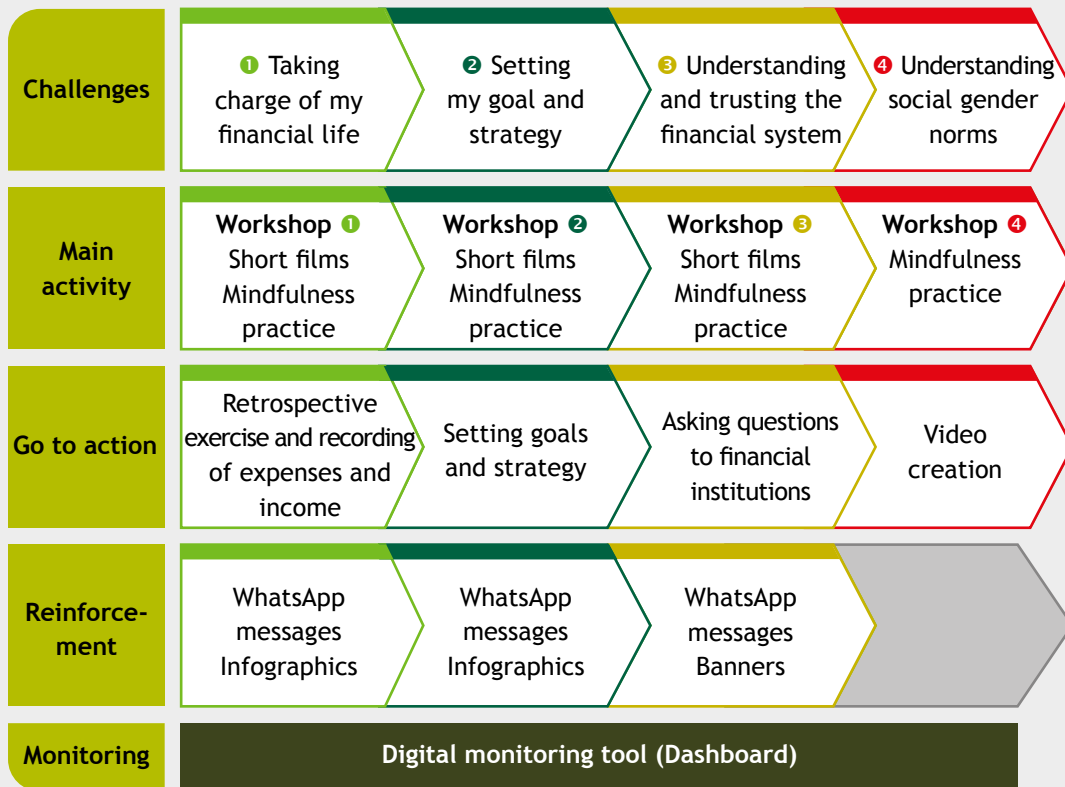 Challenges
❶ Taking
charge of my
financial life
❷ Setting
my goal and
strategy
❸ Understanding
and trusting the
financial system
❹ Understanding
social gender
norms
Main
activity
Workshop ❶
Short films
Mindfulness
practice
Workshop ❷
Short films
Mindfulness
practice
Workshop ❸
Short films
Mindfulness
practice
Workshop ❹
Mindfulness
practice
Go to action
Retrospective
exercise and recording
of expenses and
income
Setting goals
and strategy
Asking questions
to financial
institutions
Video
creation
Reinforce-
ment
WhatsApp
messages
Infographics
WhatsApp
messages
Infographics
WhatsApp
messages
Banners
Monitoring
Digital monitoring tool (Dashboard)